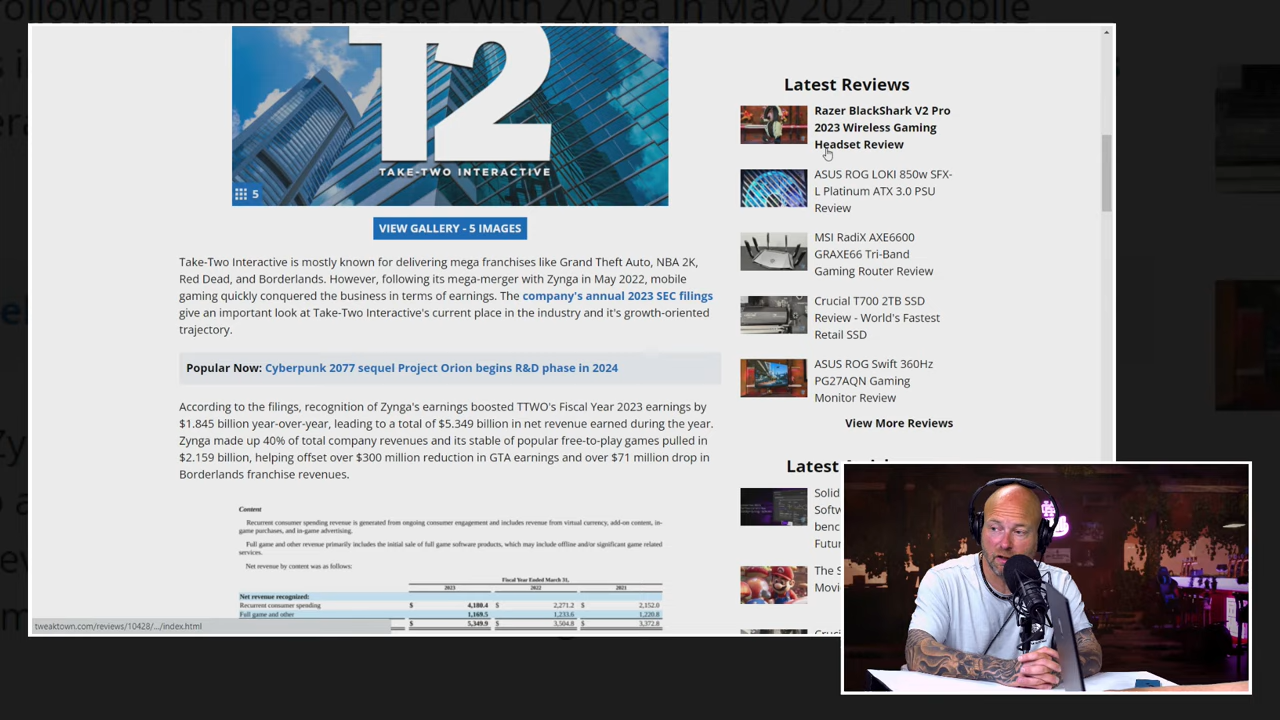 following its mega-merger with Zynga in May 2022, mobile
T2
TAKE-TWO INTERACTIVE
5
VIEW GALLERY - 5 IMAGES
Take-Two Interactive is mostly known for delivering mega franchises like Grand Theft Auto, NBA 2K,
Red Dead, and Borderlands. However, following its mega-merger with Zynga in May 2022, mobile
gaming quickly conquered the business in terms of earnings. The company's annual 2023 SEC filings
give an important look at Take-Two Interactive's current place in the industry and it's growth-oriented
trajectory.
Popular Now: Cyberpunk 2077 sequel Project Orion begins R&D phase in 2024
According to the filings, recognition of Zynga's earnings boosted TTWO's Fiscal Year 2023 earnings by
$1.845 billion year-over-year, leading to a total of $5.349 billion in net revenue earned during the year.
Zynga made up 40% of total company revenues and its stable of popular free-to-play games pulled in
$2.159 billion, helping offset over $300 million reduction in GTA earnings and over $71 million drop in
Borderlands franchise revenues.
Content
Recurrent consumer spending revenue is generated from ongoing consumer engagement and includes revenue from virtual currency, add-on content, in-
game purchases, and in-game advertising.
Full game and other revenue primarily includes the initial sale of full game software products, which may include offline and/or significant game related
services.
Net revenue by content was as follows:
Fiscal Year Ended March 31,
2023 2022 2021
Net revenue recognized:
Recurrent consumer spending $ 4,180.4 $ 2,271.2 $ 2,152.0
Full game and other 1,169.5 1,233.6 1,220.8
$ 5,349.9 $ 3,504.8 $ 3,372.8
tweaktown.com/reviews/10428/.../index.html
Latest Reviews
Razer BlackShark V2 Pro
2023 Wireless Gaming
Headset Review
ASUS ROG LOKI 850w SFX-
L Platinum ATX 3.0 PSU
Review
MSI RadiX AXE6600
GRAXE66 Tri-Band
Gaming Router Review
Crucial T700 2TB SSD
Review - World's Fastest
Retail SSD
ASUS ROG Swift 360Hz
PG27AQN Gaming
Monitor Review
View More Reviews
Latest
Solid
Softw
benc
Futur
The S
Movi